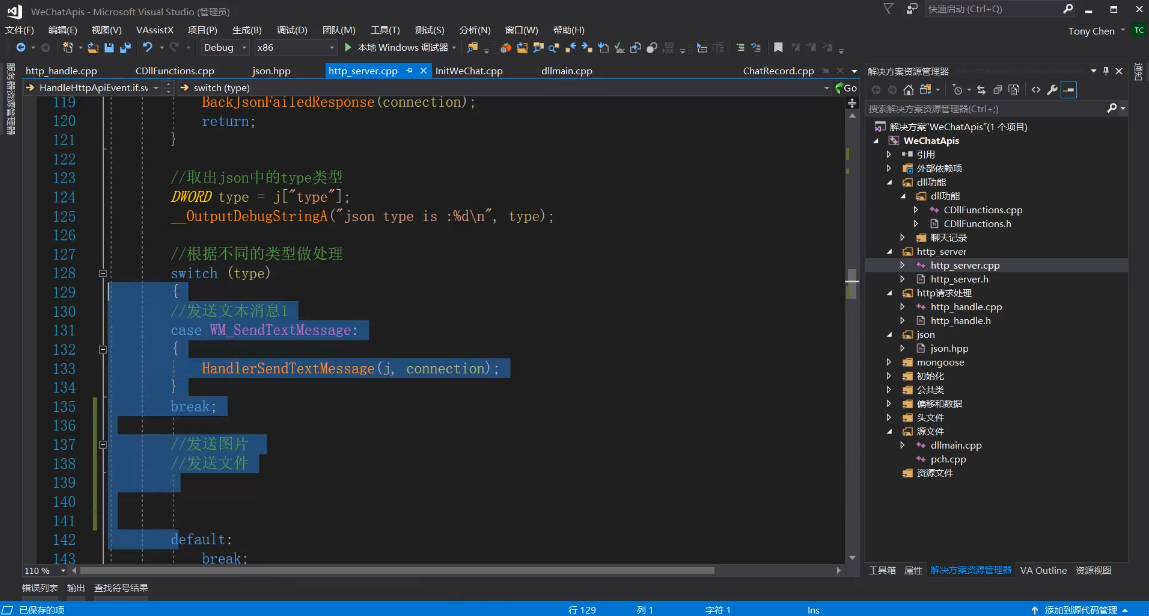 WeChatApis - Microsoft Visual Studio (管理员)
快速启动 (Ctrl+Q)
文件(F) 编辑(E) 视图(V) VAssistX 项目(P) 生成(B) 调试(D) 团队(M) 工具(T) 测试(S) 分析(N) 窗口(W) 帮助(H)
Tony Chen TC
Debug x86 本地 Windows 调试器
服务器资源管理器
http_handle.cpp CDllFunctions.cpp json.hpp http_server.cpp InitWeChat.cpp dllmain.cpp ChatRecord.cpp
HandleHttpApiEvent.if.sv switch (type) Go
119 BackJsonFailedResponse(connection);
120 return;
121 }
122
123 //取出json中的type类型
124 DWORD type = j["type"];
125 __OutputDebugStringA("json type is :%d\n", type);
126
127 //根据不同的类型做处理
128 switch (type)
129 {
130 //发送文本消息1
131 case WM_SendTextMessage:
132 {
133 HandlerSendTextMessage(j, connection);
134 }
135 break;
136
137 //发送图片
138 //发送文件
139
140
141
142 default:
143 break;
110 %
解决方案资源管理器
搜索解决方案资源管理器(Ctrl+;)
解决方案"WeChatApis"(1 个项目)
WeChatApis
引用
外部依赖项
dll功能
dll功能
CDllFunctions.cpp
CDllFunctions.h
聊天记录
http_server
http_server.cpp
http_server.h
http请求处理
http_handle.cpp
http_handle.h
json
json.hpp
mongoose
初始化
公共类
偏移和数据
头文件
源文件
dllmain.cpp
pch.cpp
资源文件
工具箱 属性 解决方案资源管理器 VA Outline 资源视图
通知
错误列表 输出 查找符号结果
已保存的项 行 129 列 1 字符 1 Ins 添加到源代码管理